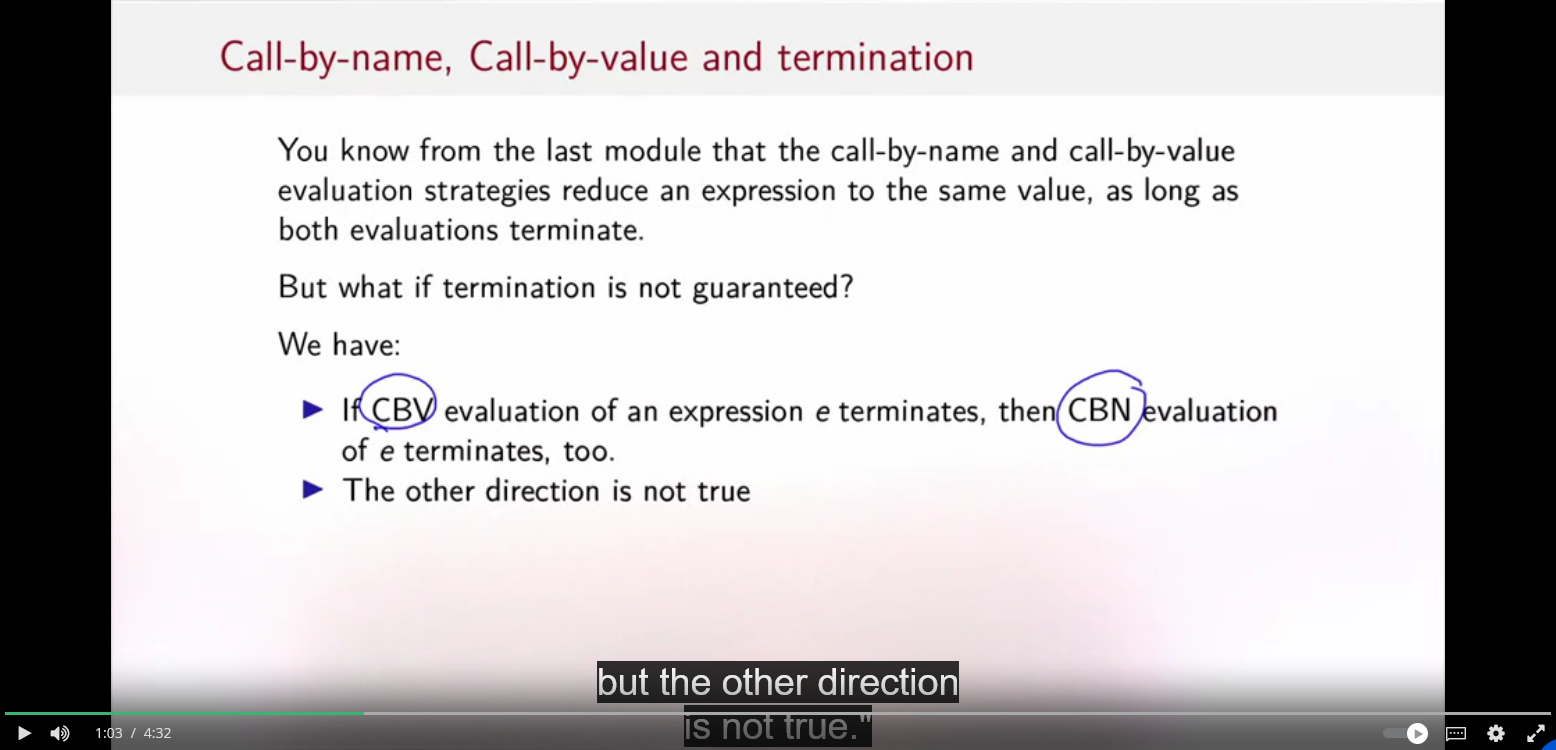 Call-by-name, Call-by-value and termination
You know from the last module that the call-by-name and call-by-value
evaluation strategies reduce an expression to the same value, as long as
both evaluations terminate.
But what if termination is not guaranteed?
We have:
▶ If CBV evaluation of an expression e terminates, then CBN evaluation
of e terminates, too.
▶ The other direction is not true
but the other direction
is not true."
1:03 / 4:32